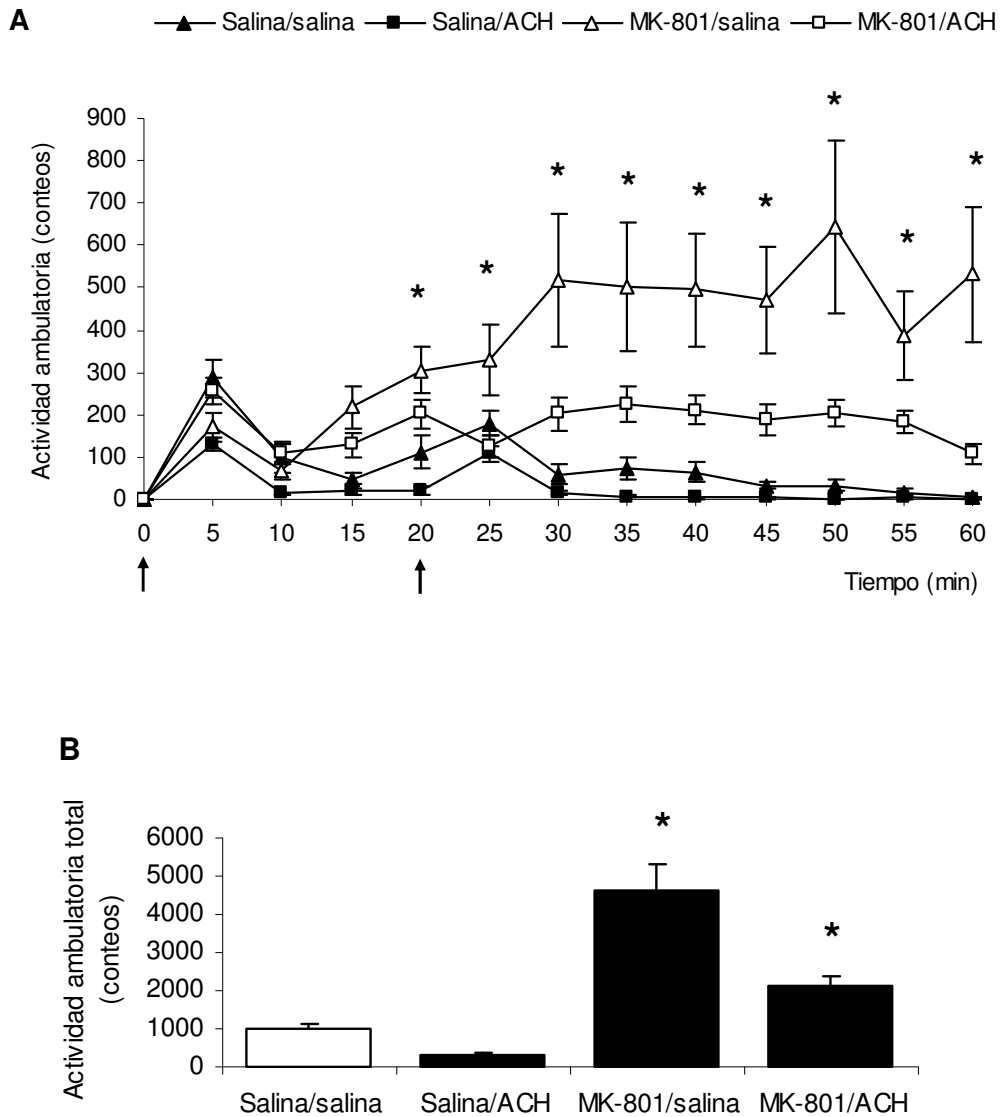 A
Salina/salina Salina/ACH MK-801/salina MK-801/ACH
Actividad ambulatoria (conteos)
900
800
700
600
500
400
300
200
100
0
* * * * * * * * *
0 5 10 15 20 25 30 35 40 45 50 55 60
Tiempo (min)
B
Actividad ambulatoria total
(conteos)
6000
5000
4000
3000
2000
1000
0
* *
Salina/salina Salina/ACH MK-801/salina MK-801/ACH